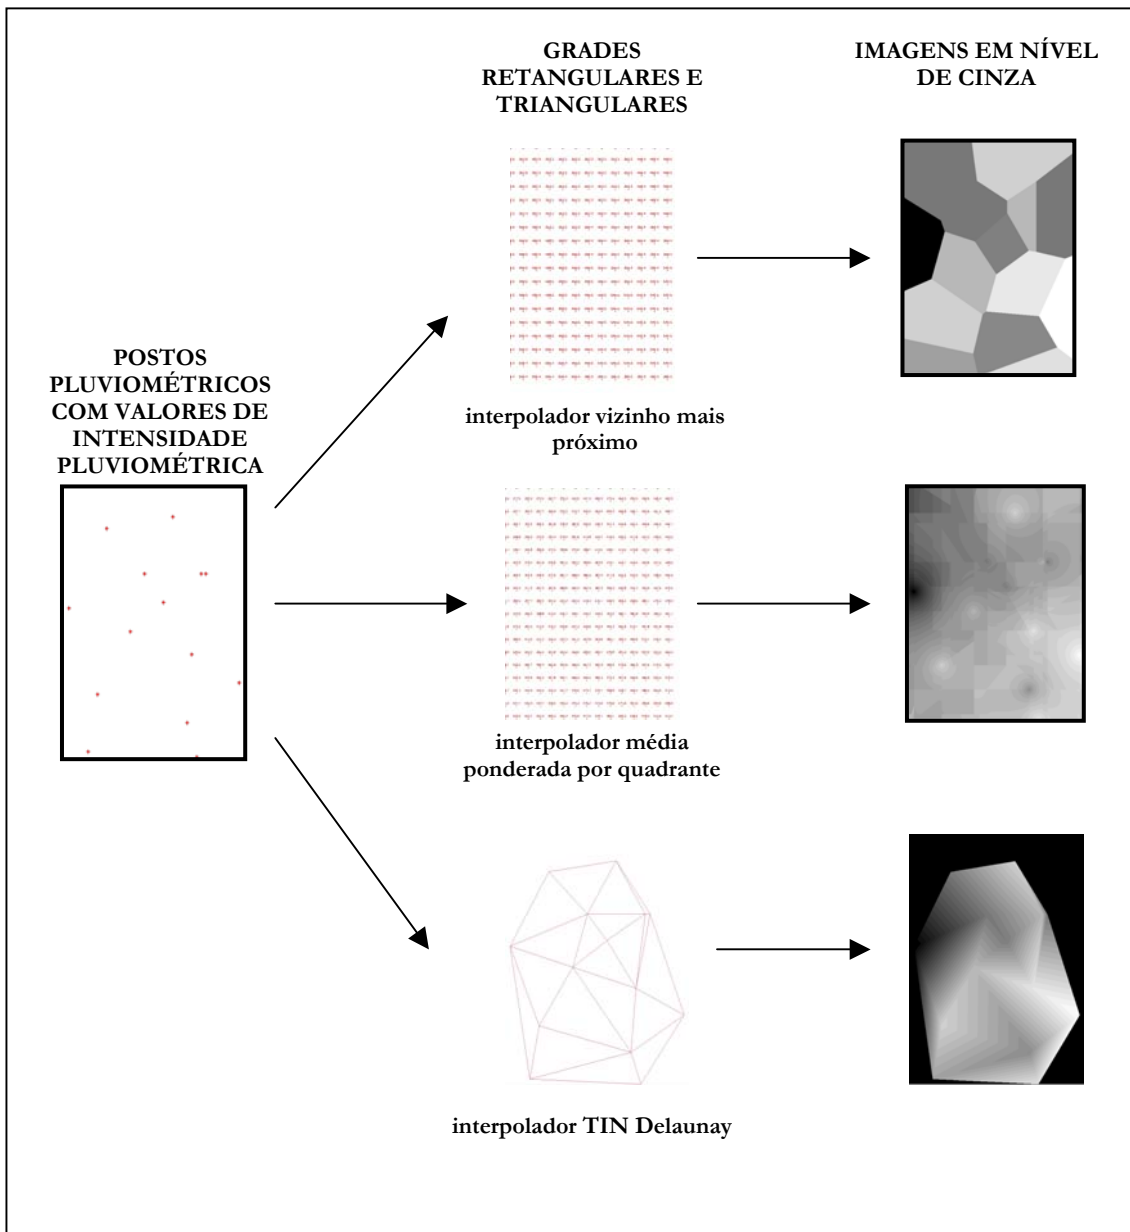 GRADES
RETANGULARES E
TRIANGULARES
IMAGENS EM NÍVEL
DE CINZA
POSTOS
PLUVIOMÉTRICOS
COM VALORES DE
INTENSIDADE
PLUVIOMÉTRICA
interpolador vizinho mais
próximo
interpolador média
ponderada por quadrante
interpolador TIN Delaunay